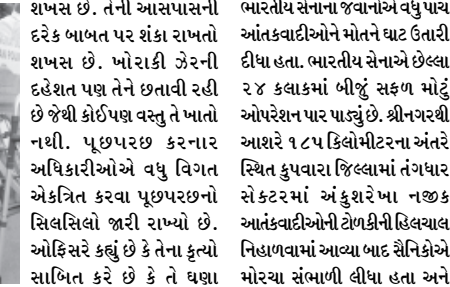 શખસ છે. તેની આસપાસની
દરેક બાબત પર શંકા રાખતો
શખસ છે. ખોરાકી ઝેરની
દહેશત પણ તેને છતાવી રહી
છે જેથી કોઈપણ વસ્તુ તે ખાતો
નથી. પૂછપરછ કરનાર
અધિકારીઓએ વધુ વિગત
એકત્રિત કરવા પૂછપરછનો
સિલસિલો જારી રાખ્યો છે.
ઓફિસરે કહ્યું છે કે તેના કૃત્યો
સાબિત કરે છે કે તે ઘણા
ભારતીય સેનાના જવાનોએ વધુ પાંચ
આંતકવાદીઓને મોતને ઘાટ ઉતારી
દીધા હતા. ભારતીય સેનાએ છેલ્લા
૨૪ કલાકમાં બીજું સફળ મોટું
ઓપરેશન પાર પાડ્યું છે. શ્રીનગરથી
આશરે ૧૮૫ કિલોમીટરના અંતરે
સ્થિત કુપવારા જિલ્લામાં તંગધાર
સેક્ટરમાં અંકુશરેખા નજીક
આતંકવાદીઓની ટોળકીની હિલચાલ
નિહાળવામાં આવ્યા બાદ સૈનિકોએ
મોરચા સંભાળી લીધા હતા અને